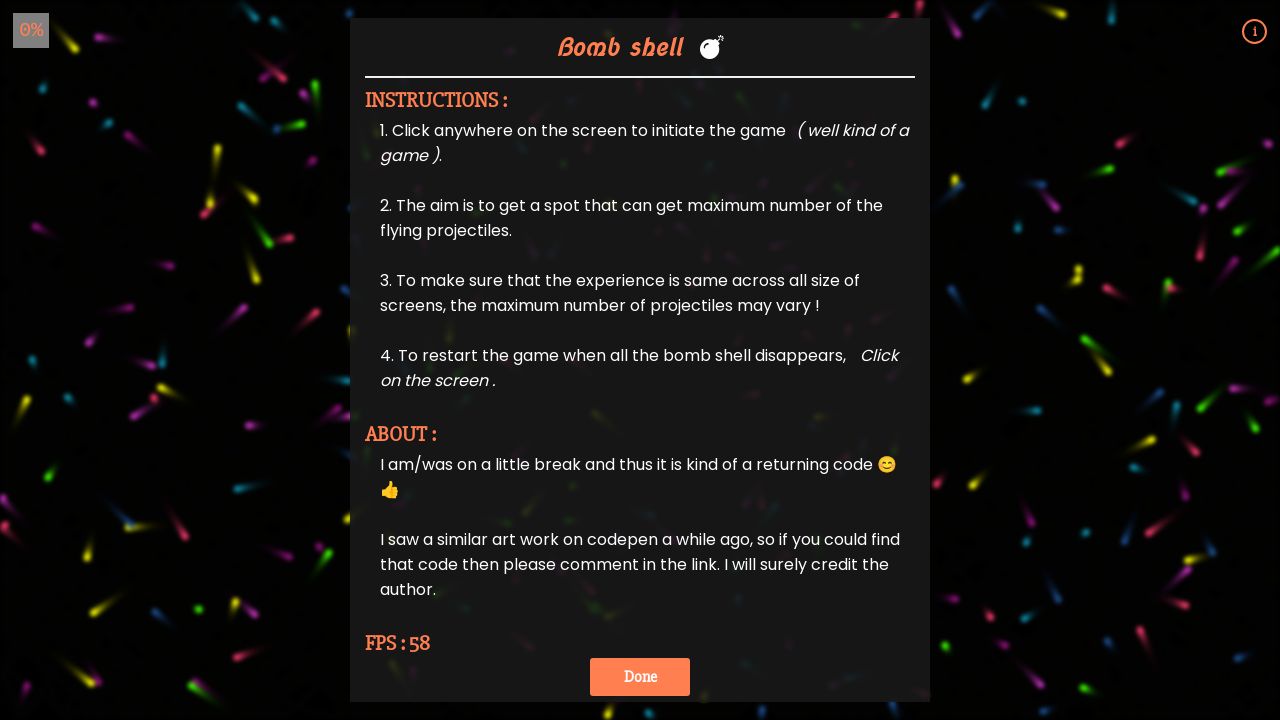 0%
i
Bomb shell 💣
INSTRUCTIONS :
1. Click anywhere on the screen to initiate the game ( well kind of a
game ).
2. The aim is to get a spot that can get maximum number of the
flying projectiles.
3. To make sure that the experience is same across all size of
screens, the maximum number of projectiles may vary !
4. To restart the game when all the bomb shell disappears, Click
on the screen .
ABOUT :
I am/was on a little break and thus it is kind of a returning code 😊
👍
I saw a similar art work on codepen a while ago, so if you could find
that code then please comment in the link. I will surely credit the
author.
FPS : 58
Done